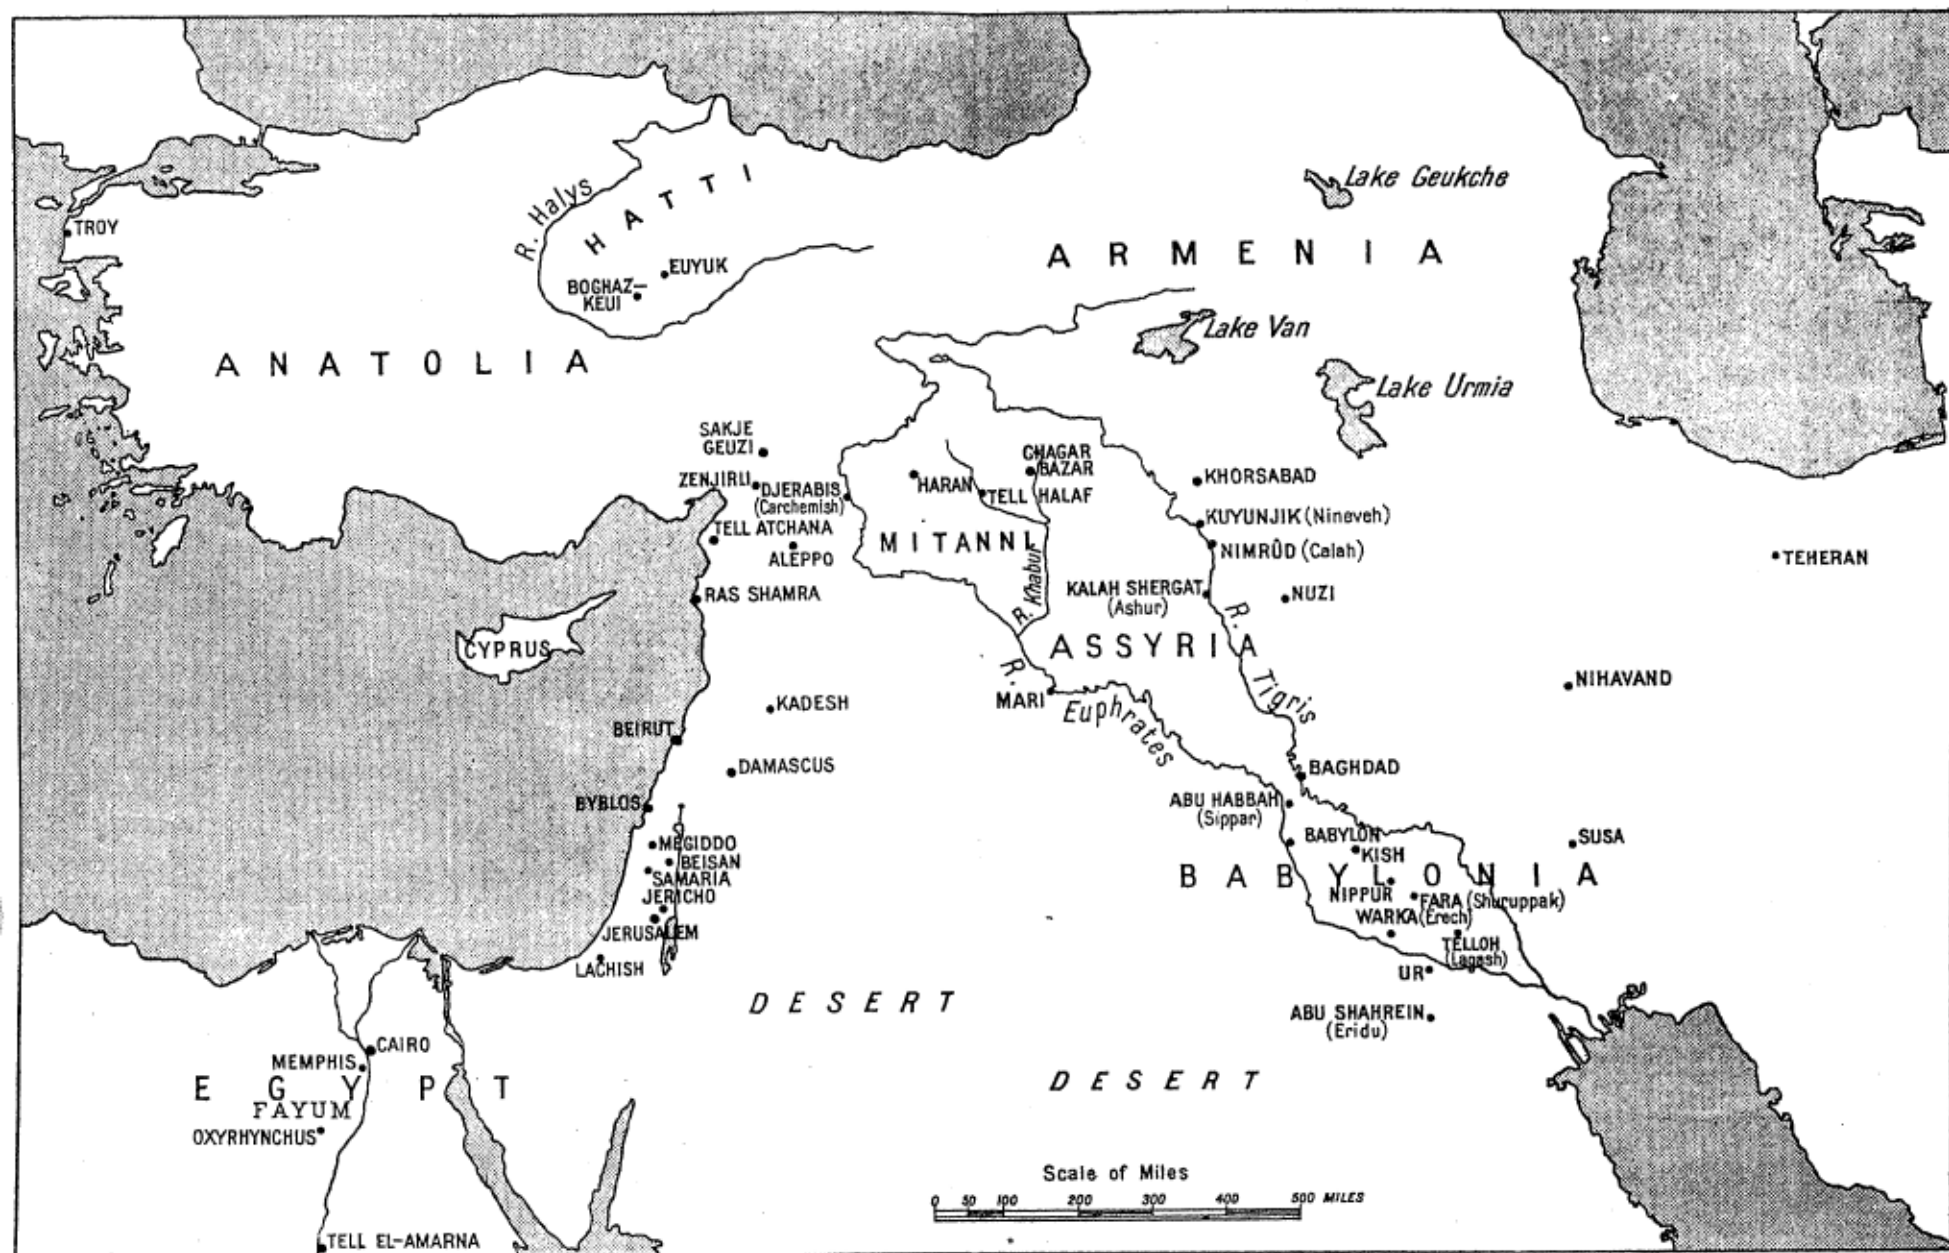 Lake Geukche
R. Halys
HATTI
TROY
ARMENIA
EUYUK
BOGHAZ-
KEUI
Lake Van
ANATOLIA
Lake Urmia
SAKJE
GEUZI
CHAGAR
BAZAR
ZENJIRLI
DJERABIS
(Carchemish)
HARAN
TELL HALAF
KHORSABAD
KUYUNJIK (Nineveh)
TELL ATCHANA
MITANNI
NIMRÛD (Calah)
ALEPPO
TEHERAN
R. Khabur
RAS SHAMRA
KALAH SHERGAT
(Ashur)
NUZI
CYPRUS
ASSYRIA
R. Tigris
NIHAVAND
MARI
R. Euphrates
KADESH
BEIRUT
DAMASCUS
BAGHDAD
BYBLOS
ABU HABBAH
(Sippar)
MEGIDDO
BEISAN
SAMARIA
JERICHO
BABYLON
KISH
SUSA
BABYLONIA
NIPPUR
FARA (Shuruppak)
WARKA (Erech)
JERUSALEM
TELLOH
(Lagash)
LACHISH
UR
DESERT
ABU SHAHREIN
(Eridu)
CAIRO
MEMPHIS
EGYPT
DESERT
FAYUM
OXYRHYNCHUS
Scale of Miles
0 50 100 200 300 400 500 MILES
TELL EL-AMARNA